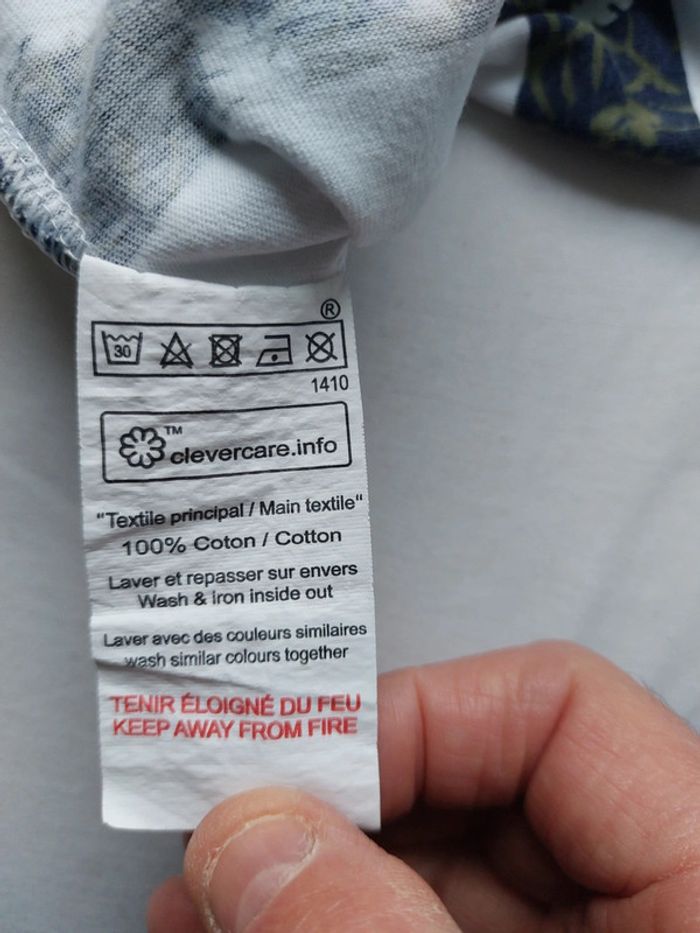 ®
30
1410
™
clevercare.info
"Textile principal / Main textile"
100% Coton / Cotton
Laver et repasser sur envers
Wash & iron inside out
Laver avec des couleurs similaires
wash similar colours together
TENIR ÉLOIGNÉ DU FEU
KEEP AWAY FROM FIRE